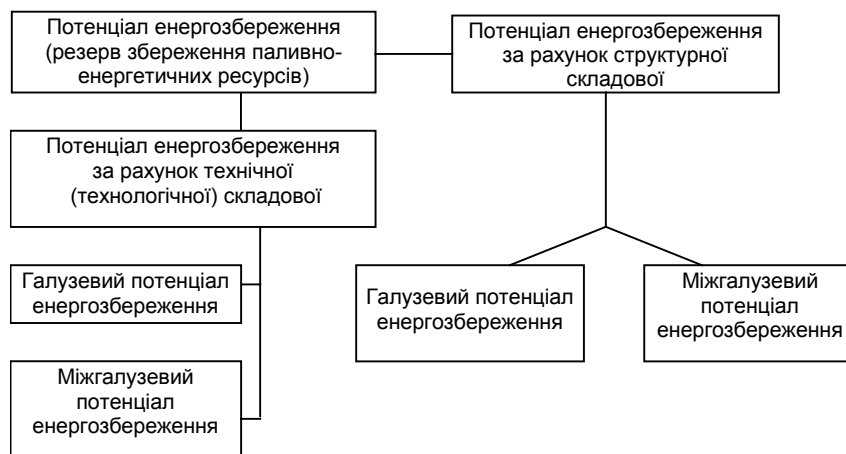 Потенціал енергозбереження
(резерв збереження паливно-
енергетичних ресурсів)
Потенціал енергозбереження
за рахунок структурної
складової
Потенціал енергозбереження
за рахунок технічної
(технологічної) складової
Галузевий потенціал
енергозбереження
Міжгалузевий
потенціал
енергозбереження
Галузевий потенціал
енергозбереження
Міжгалузевий
потенціал
енергозбереження